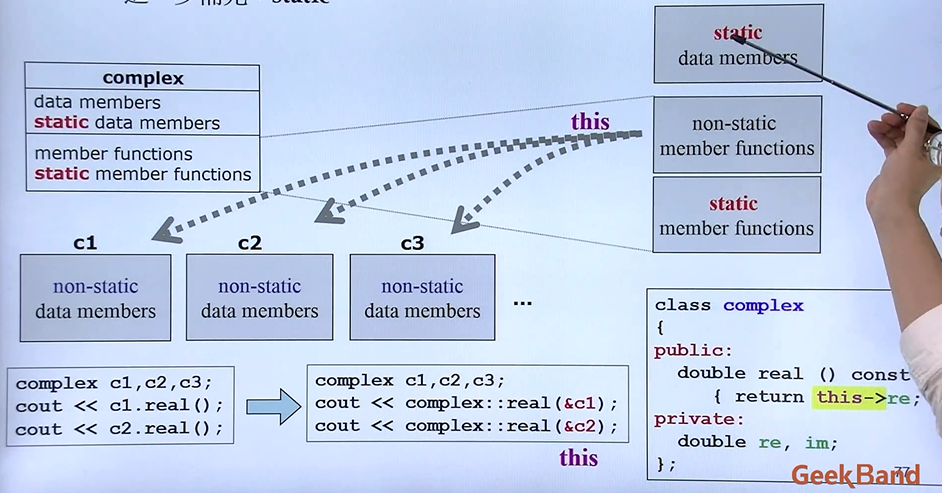 static
complex
data members
static data members
member functions
static member functions
this
static
data members
non-static
member functions
static
member functions
c1
c2
c3
non-static
data members
non-static
data members
non-static
data members
...
complex c1,c2,c3;
cout << c1.real();
cout << c2.real();
complex c1,c2,c3;
cout << complex::real(&c1);
cout << complex::real(&c2);
this
class complex
{
public:
double real () const
{ return this->re;
private:
double re, im;
};
77
GeekBand